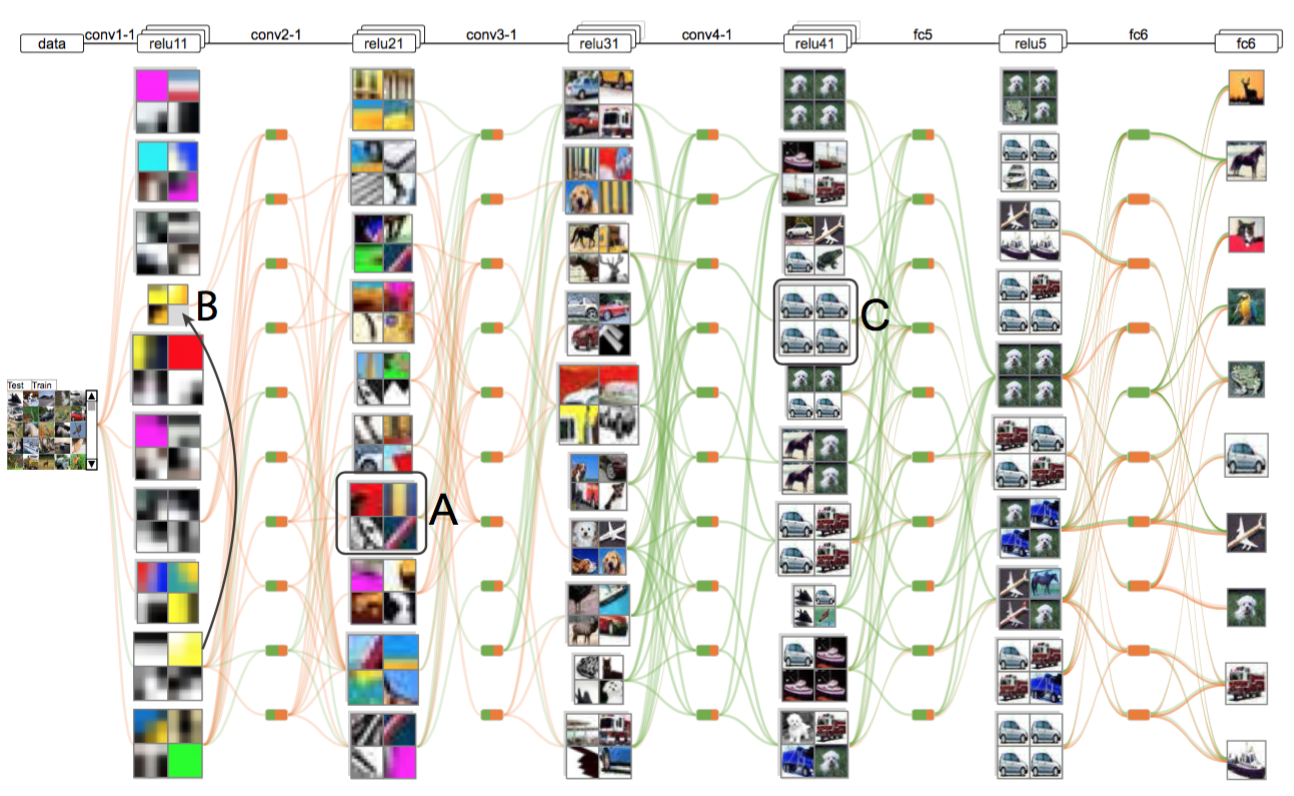 data conv1-1 relu11 conv2-1 relu21 conv3-1 relu31 conv4-1 relu41 fc5 relu5 fc6 fc6
B
C
Test Train
A